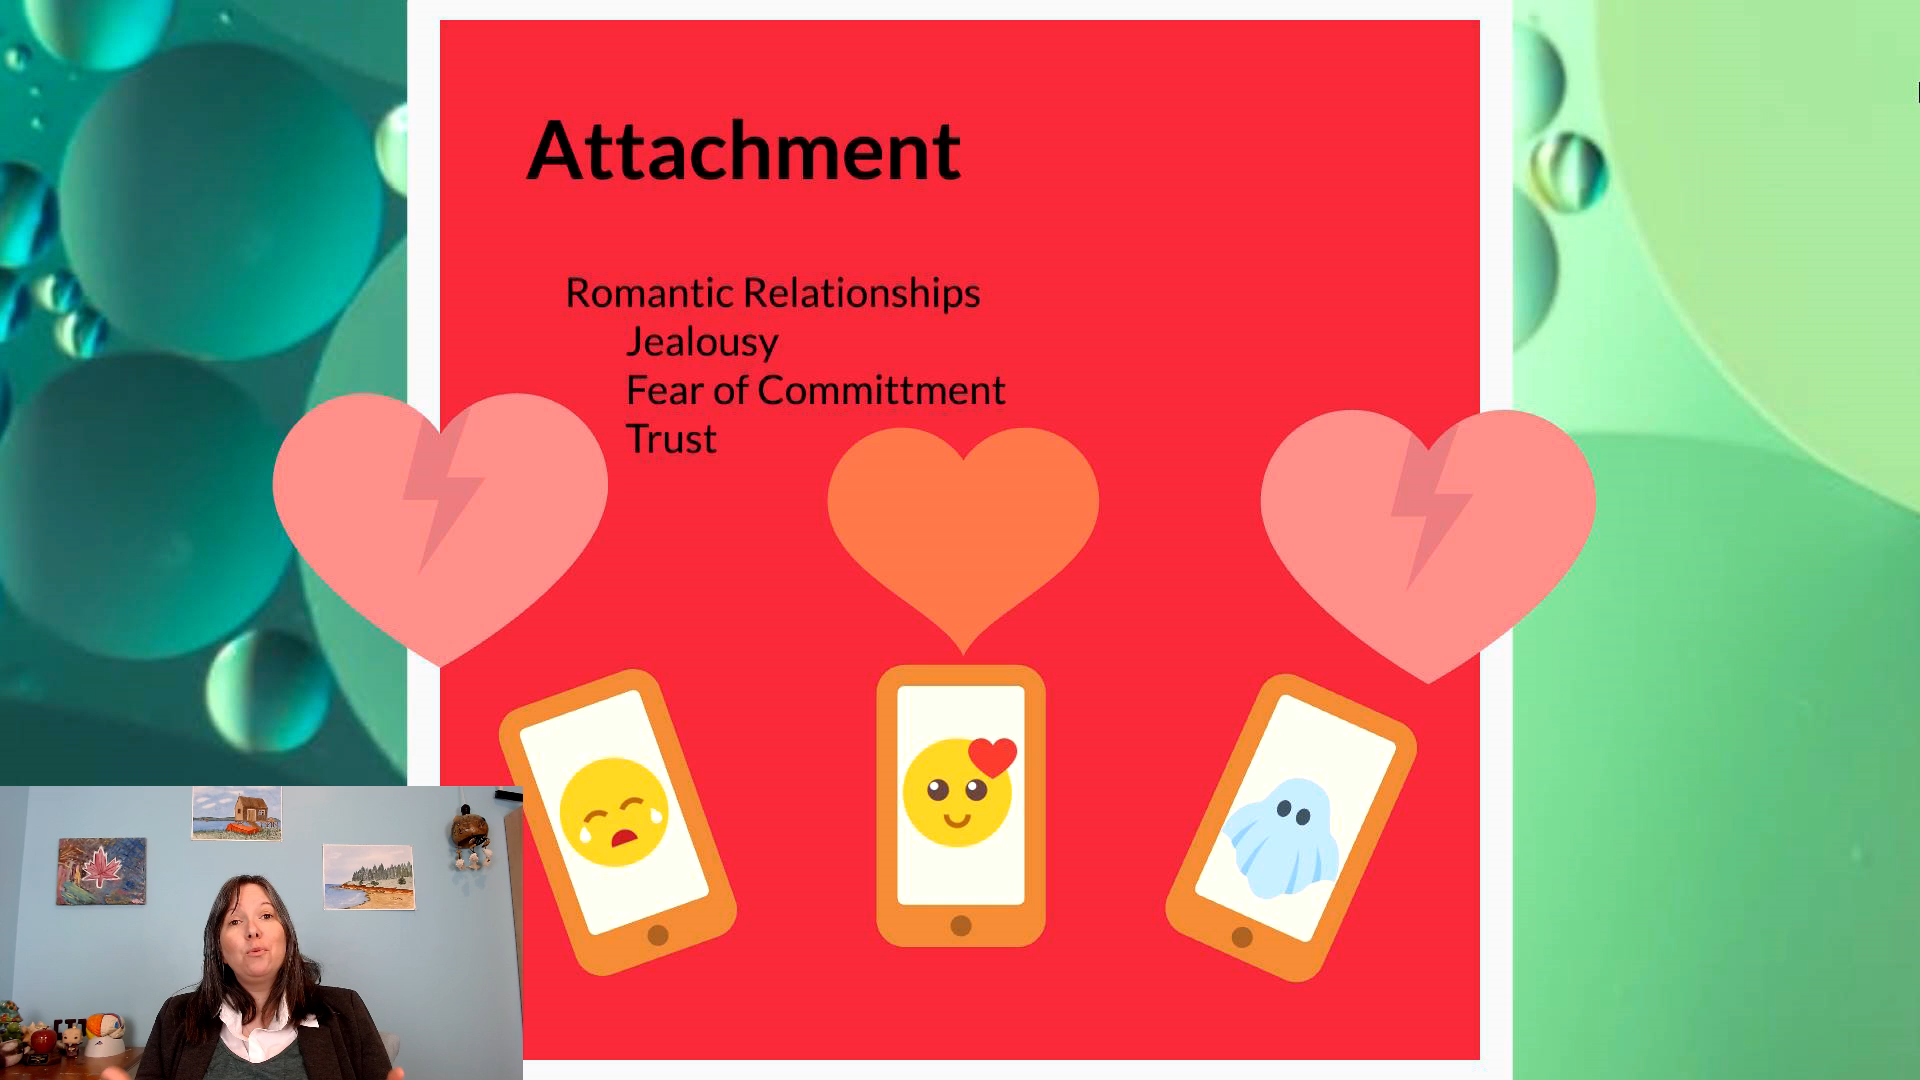 Attachment
Romantic Relationships
Jealousy
Fear of Committment
Trust